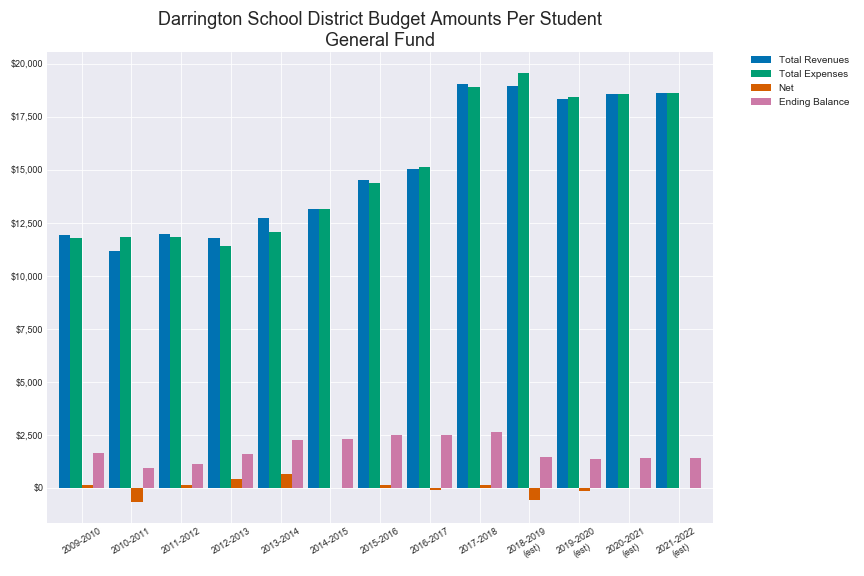 Darrington School District Budget Amounts Per Student
General Fund
Total Revenues
Total Expenses
Net
Ending Balance
$20,000
$17,500
$15,000
$12,500
$10,000
$7,500
$5,000
$2,500
$0
2009-2010
2010-2011
2011-2012
2012-2013
2013-2014
2014-2015
2015-2016
2016-2017
2017-2018
2018-2019
(est)
2019-2020
(est)
2020-2021
(est)
2021-2022
(est)